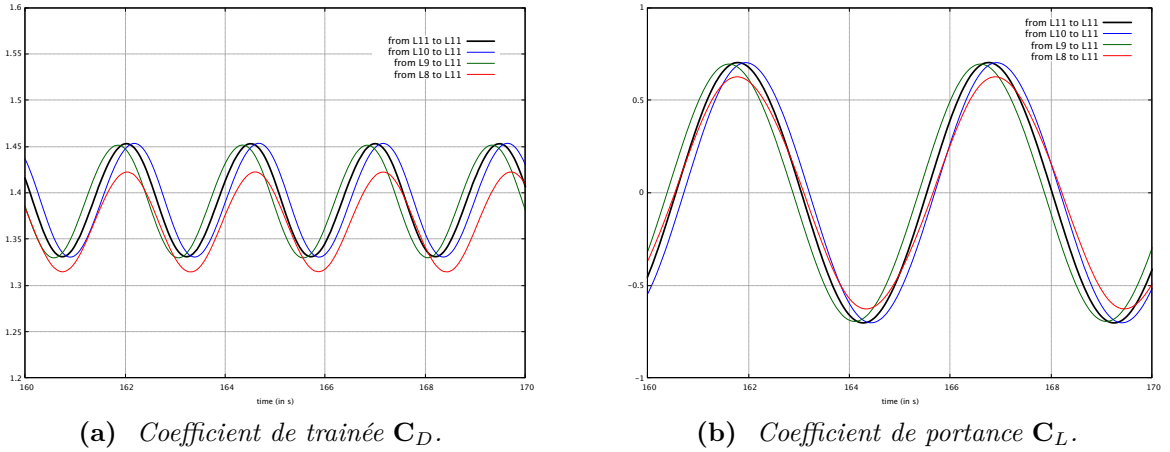 1.6
1.55
1.5
1.45
1.4
1.35
1.3
1.25
1.2
160 162 164 166 168 170
time (in s)
from L11 to L11
from L10 to L11
from L9 to L11
from L8 to L11
(a) Coefficient de trainée C_D.
1
0.5
0
-0.5
-1
160 162 164 166 168 170
time (in s)
from L11 to L11
from L10 to L11
from L9 to L11
from L8 to L11
(b) Coefficient de portance C_L.